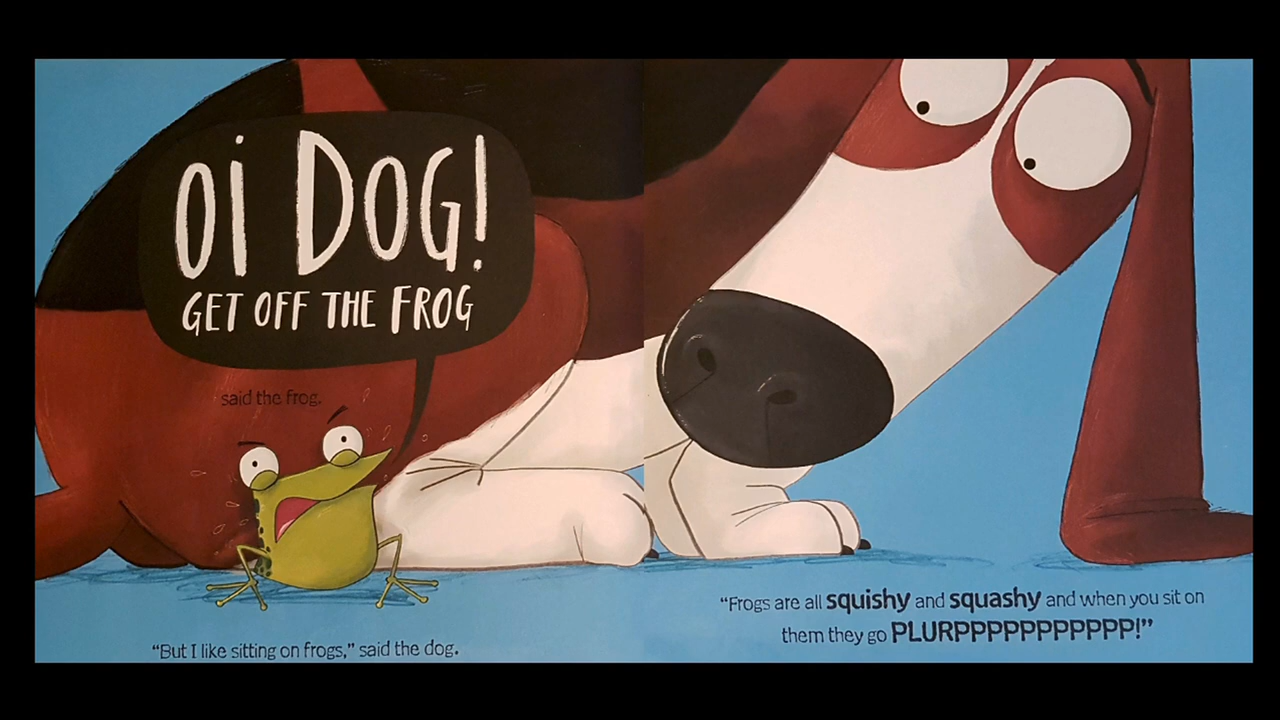 oi DOG!
GET OFF THE FROG
said the frog.
"But I like sitting on frogs," said the dog.
"Frogs are all squishy and squashy and when you sit on
them they go PLURPPPPPPPPPPP!"